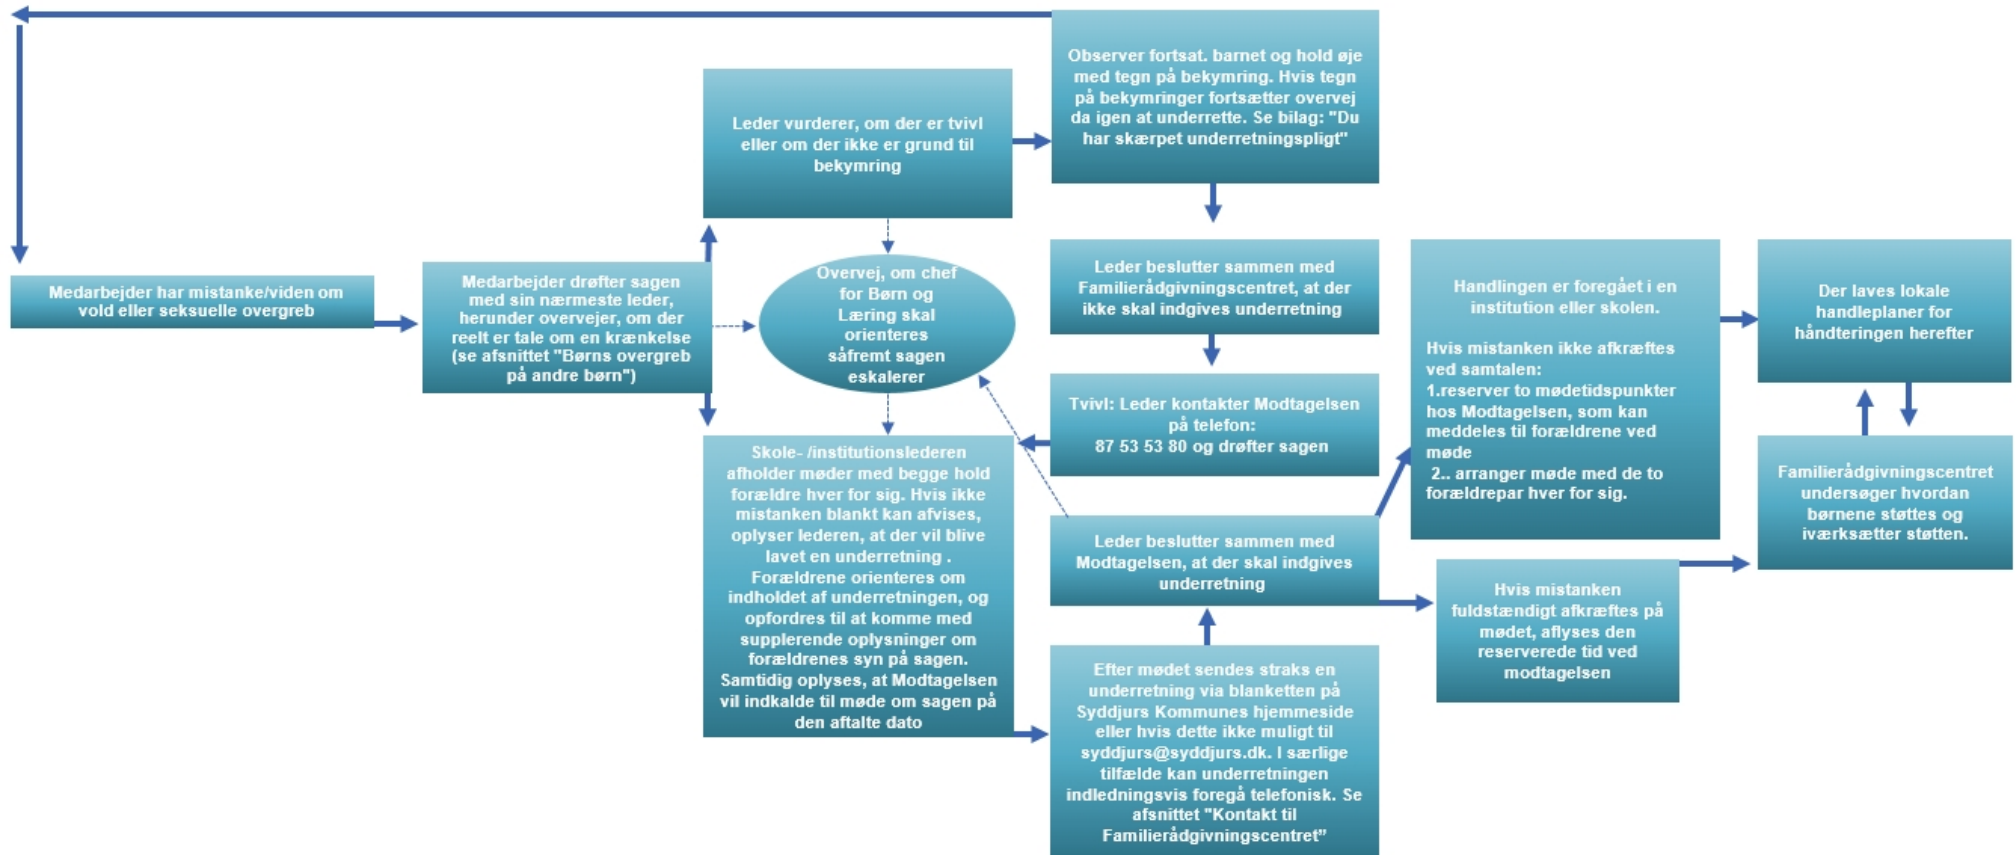 Medarbejder har mistanke/viden om
vold eller seksuelle overgreb
Medarbejder drøfter sagen
med sin nærmeste leder,
herunder overvejer, om der
reelt er tale om en krænkelse
(se afsnittet "Børns overgreb
på andre børn")
Leder vurderer, om der er tvivl
eller om der ikke er grund til
bekymring
Overvej, om chef
for Børn og
Læring skal
orienteres
såfremt sagen
eskalerer
Skole- /institutionslederen
afholder møder med begge hold
forældre hver for sig. Hvis ikke
mistanken blankt kan afvises,
oplyser lederen, at der vil blive
lavet en underretning .
Forældrene orienteres om
indholdet af underretningen, og
opfordres til at komme med
supplerende oplysninger om
forældrenes syn på sagen.
Samtidig oplyses, at Modtagelsen
vil indkalde til møde om sagen på
den aftalte dato
Observer fortsat. barnet og hold øje
med tegn på bekymring. Hvis tegn
på bekymringer fortsætter overvej
da igen at underrette. Se bilag: "Du
har skærpet underretningspligt"
Leder beslutter sammen med
Familierådgivningscentret, at der
ikke skal indgives underretning
Tvivl: Leder kontakter Modtagelsen
på telefon:
87 53 53 80 og drøfter sagen
Leder beslutter sammen med
Modtagelsen, at der skal indgives
underretning
Efter mødet sendes straks en
underretning via blanketten på
Syddjurs Kommunes hjemmeside
eller hvis dette ikke muligt til
syddjurs@syddjurs.dk. I særlige
tilfælde kan underretningen
indledningsvis foregå telefonisk. Se
afsnittet "Kontakt til
Familierådgivningscentret”
Handlingen er foregået i en
institution eller skolen.
Hvis mistanken ikke afkræftes
ved samtalen:
1.reserver to mødetidspunkter
hos Modtagelsen, som kan
meddeles til forældrene ved
møde
2.. arranger møde med de to
forældrepar hver for sig.
Hvis mistanken
fuldstændigt afkræftes på
mødet, aflyses den
reserverede tid ved
modtagelsen
Der laves lokale
handleplaner for
håndteringen herefter
Familierådgivningscentret
undersøger hvordan
børnene støttes og
iværksætter støtten.